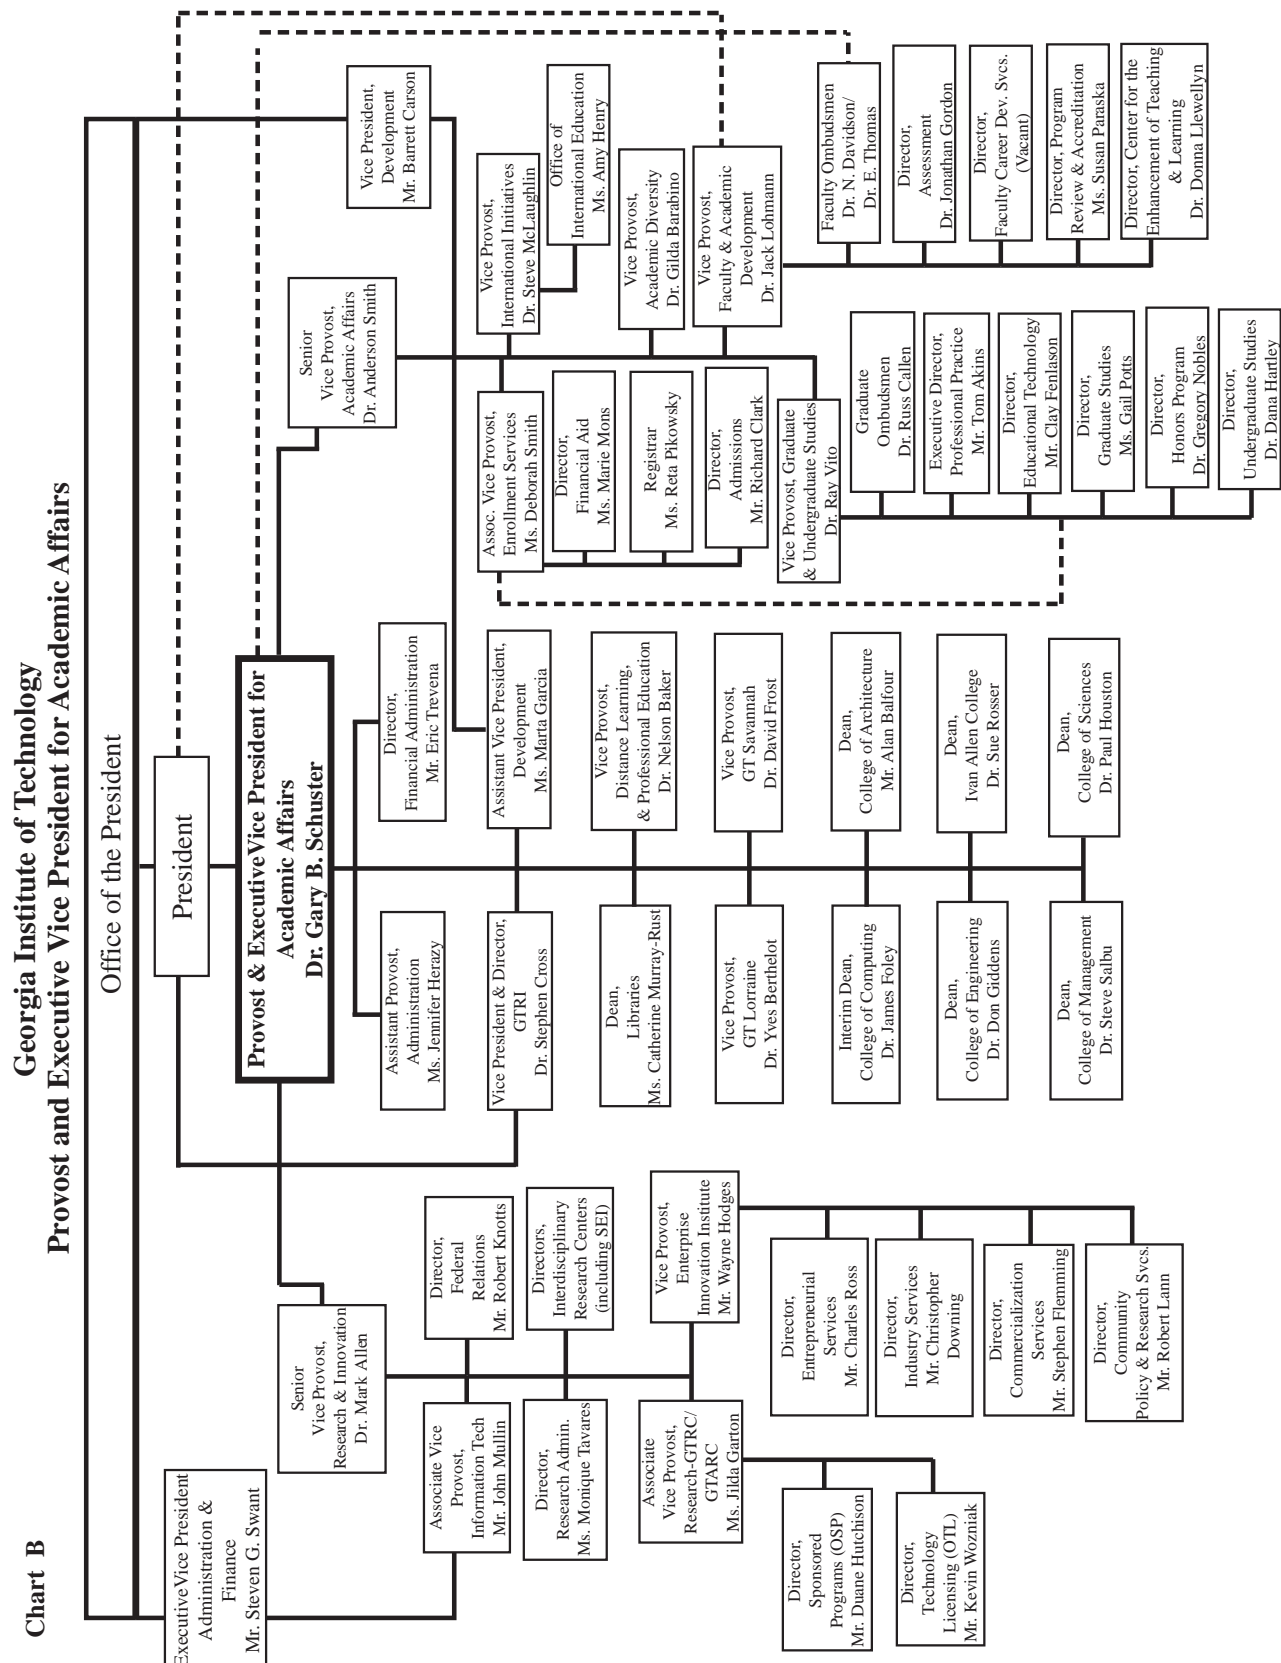 Chart B
Georgia Institute of Technology
Provost and Executive Vice President for Academic Affairs
Office of the President
President
Executive Vice President
Administration &
Finance
Mr. Steven G. Swant
Provost & Executive Vice President for
Academic Affairs
Dr. Gary B. Schuster
Vice President,
Development
Mr. Barrett Carson
Senior
Vice Provost,
Research & Innovation
Dr. Mark Allen
Senior
Vice Provost,
Academic Affairs
Dr. Anderson Smith
Associate Vice
Provost,
Information Tech
Mr. John Mullin
Director,
Federal
Relations
Mr. Robert Knotts
Director,
Research Admin.
Ms. Monique Tavares
Directors,
Interdisciplinary
Research Centers
(including SEI)
Associate
Vice Provost,
Research-GTRC/
GTARC
Ms. Jilda Garton
Vice Provost,
Enterprise
Innovation Institute
Mr. Wayne Hodges
Director,
Sponsored
Programs (OSP)
Mr. Duane Hutchison
Director,
Technology
Licensing (OTL)
Mr. Kevin Wozniak
Director,
Entrepreneurial
Services
Mr. Charles Ross
Director,
Industry Services
Mr. Christopher
Downing
Director,
Commercialization
Services
Mr. Stephen Flemming
Director,
Community
Policy & Research Svcs.
Mr. Robert Lann
Assistant Provost,
Administration
Ms. Jennifer Herazy
Director,
Financial Administration
Mr. Eric Trevena
Vice President & Director,
GTRI
Dr. Stephen Cross
Assistant Vice President,
Development
Ms. Marta Garcia
Dean,
Libraries
Ms. Catherine Murray-Rust
Vice Provost,
Distance Learning,
& Professional Education
Dr. Nelson Baker
Vice Provost,
GT Lorraine
Dr. Yves Berthelot
Vice Provost,
GT Savannah
Dr. David Frost
Interim Dean,
College of Computing
Dr. James Foley
Dean,
College of Architecture
Mr. Alan Balfour
Dean,
College of Engineering
Dr. Don Giddens
Dean,
Ivan Allen College
Dr. Sue Rosser
Dean,
College of Management
Dr. Steve Salbu
Dean,
College of Sciences
Dr. Paul Houston
Assoc. Vice Provost,
Enrollment Services
Ms. Deborah Smith
Director,
Financial Aid
Ms. Marie Mons
Registrar
Ms. Reta Pikowsky
Director,
Admissions
Mr. Richard Clark
Vice Provost, Graduate
& Undergraduate Studies
Dr. Ray Vito
Graduate
Ombudsmen
Dr. Russ Callen
Executive Director,
Professional Practice
Mr. Tom Akins
Director,
Educational Technology
Mr. Clay Fenlason
Director,
Graduate Studies
Ms. Gail Potts
Director,
Honors Program
Dr. Gregory Nobles
Director,
Undergraduate Studies
Dr. Dana Hartley
Vice Provost,
International Initiatives
Dr. Steve McLaughlin
Office of
International Education
Ms. Amy Henry
Vice Provost,
Academic Diversity
Dr. Gilda Barabino
Vice Provost,
Faculty & Academic
Development
Dr. Jack Lohmann
Faculty Ombudsmen
Dr. N. Davidson/
Dr. E. Thomas
Director,
Assessment
Dr. Jonathan Gordon
Director,
Faculty Career Dev. Svcs.
(Vacant)
Director, Program
Review & Accreditation
Ms. Susan Paraska
Director, Center for the
Enhancement of Teaching
& Learning
Dr. Donna Llewellyn